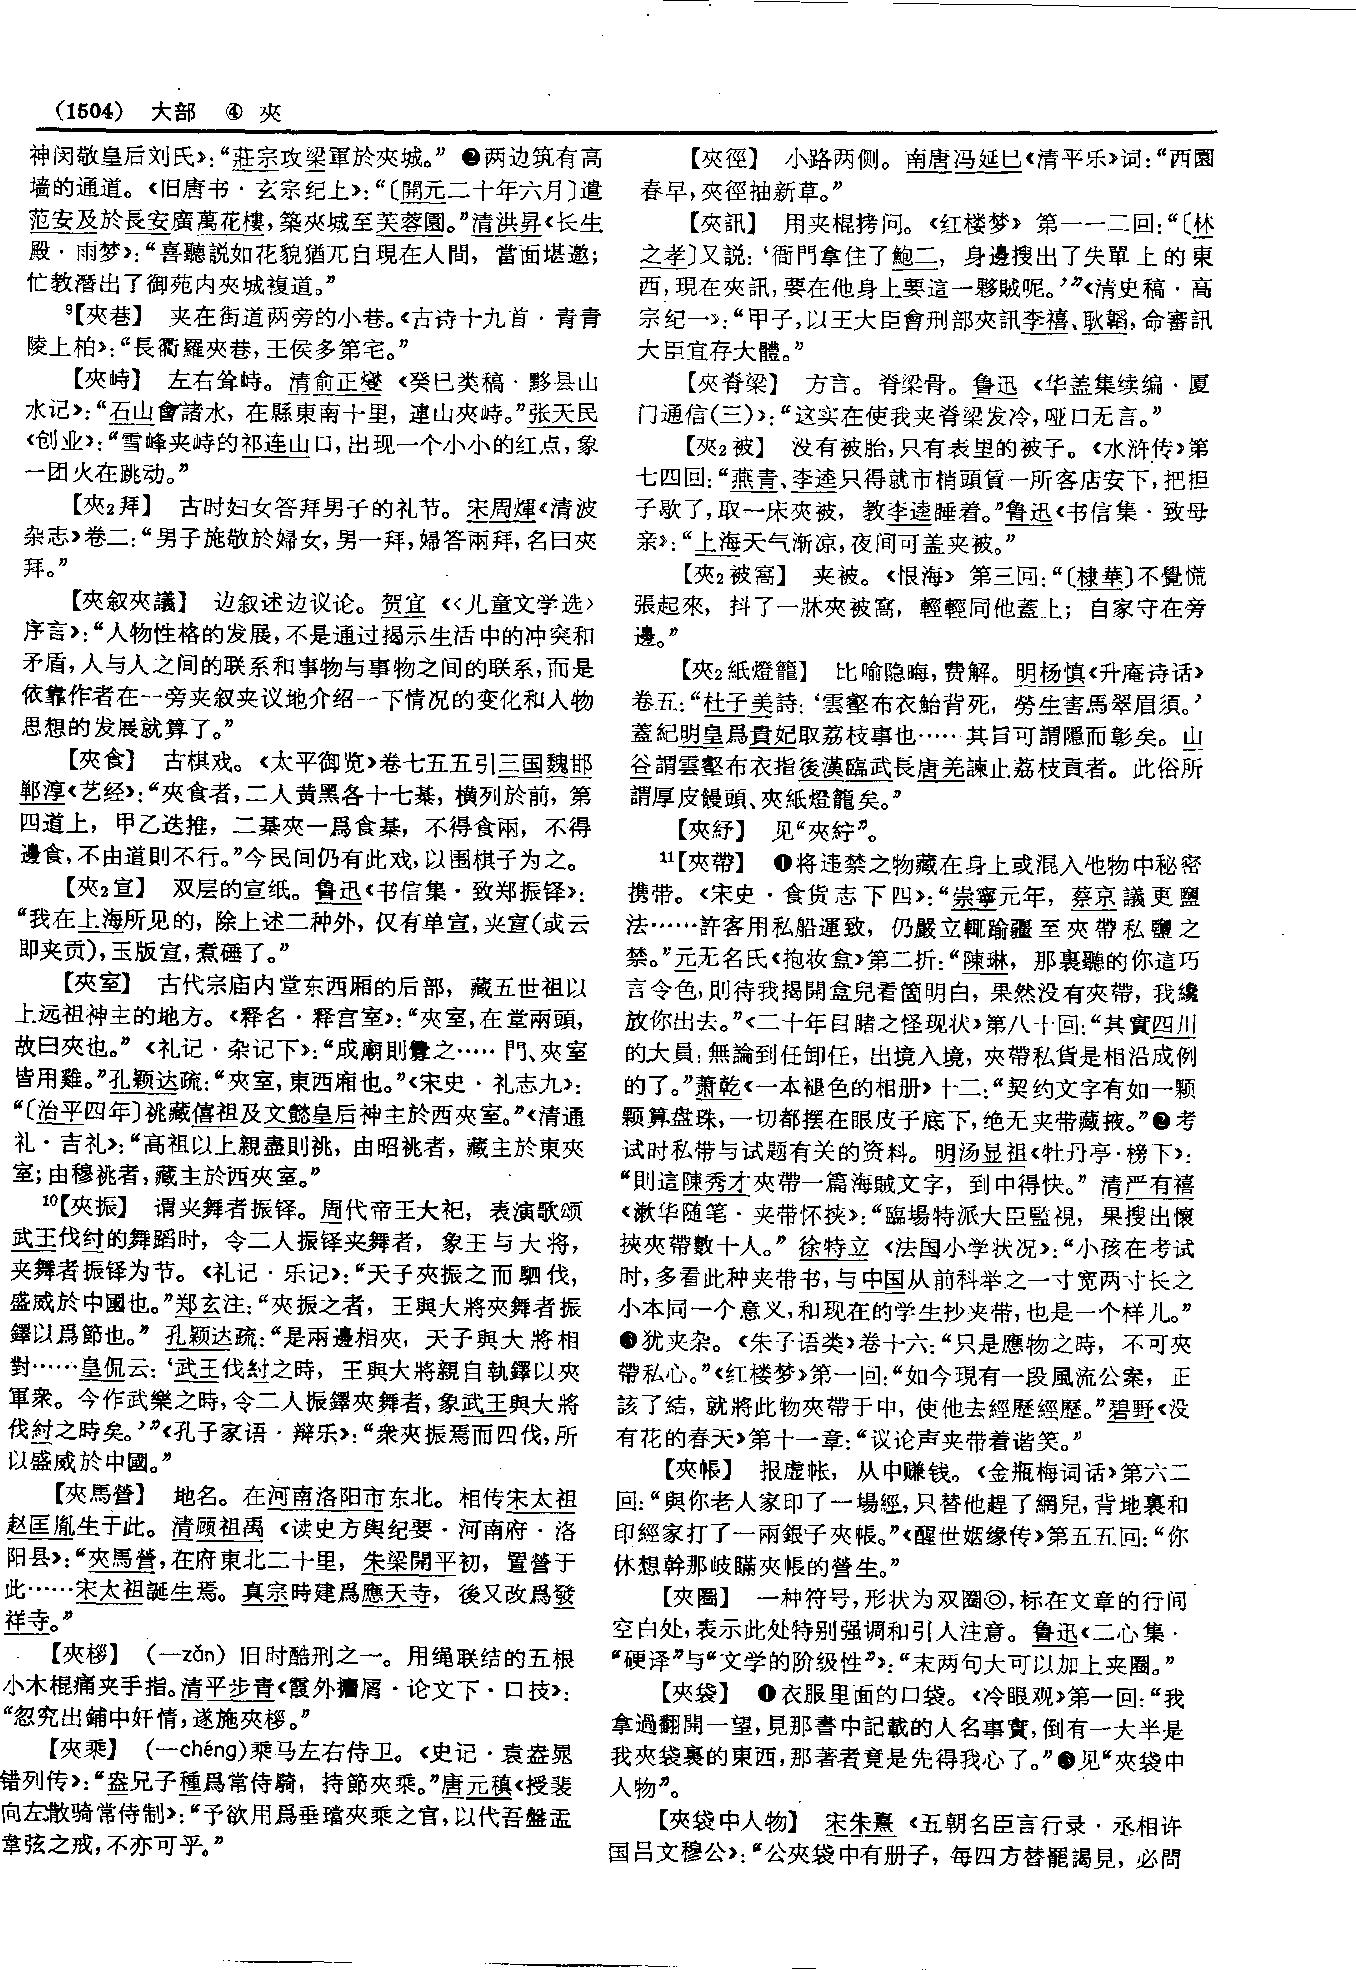 (1504) 大部 ④ 夾
神闵敬皇后刘氏》：“莊宗攻梁軍於夾城。” ❷两边筑有高
墙的通道。《旧唐书·玄宗纪上》：“〔開元二十年六月〕遣
范安及於長安廣萬花樓，築夾城至芙蓉園。”清洪昇《长生
殿·雨梦》：“喜聽説如花貌猶兀自現在人間，當面堪邀；
忙教潛出了御苑内夾城複道。”
⁹【夾巷】 夹在街道两旁的小巷。《古诗十九首·青青
陵上柏》：“長衢羅夾巷，王侯多第宅。”
【夾峙】 左右耸峙。清俞正燮《癸巳类稿·黟县山
水记》：“石山會諸水，在縣東南十里，連山夾峙。”张天民
《创业》：“雪峰夹峙的祁连山口，出现一个小小的红点，象
一团火在跳动。”
【夾₂拜】 古时妇女答拜男子的礼节。宋周煇《清波
杂志》卷二：“男子施敬於婦女，男一拜，婦答兩拜，名曰夾
拜。”
【夾叙夾議】 边叙述边议论。贺宜《〈儿童文学选〉
序言》：“人物性格的发展，不是通过揭示生活中的冲突和
矛盾，人与人之间的联系和事物与事物之间的联系，而是
依靠作者在一旁夹叙夹议地介绍一下情况的变化和人物
思想的发展就算了。”
【夾食】 古棋戏。《太平御览》卷七五五引三国魏邯
郸淳《艺经》：“夾食者，二人黄黑各十七棊，横列於前，第
四道上，甲乙迭推，二棊夾一爲食棊，不得食兩，不得
邊食，不由道則不行。”今民间仍有此戏，以围棋子为之。
【夾₂宣】 双层的宣纸。鲁迅《书信集·致郑振铎》：
“我在上海所见的，除上述二种外，仅有单宣，夹宣（或云
即夹贡），玉版宣，煮硾了。”
【夾室】 古代宗庙内堂东西厢的后部，藏五世祖以
上远祖神主的地方。《释名·释宫室》：“夾室，在堂兩頭，
故曰夾也。”《礼记·杂记下》：“成廟則釁之……門、夾室
皆用雞。”孔颖达疏：“夾室，東西廂也。”《宋史·礼志九》：
“〔治平四年〕祧藏僖祖及文懿皇后神主於西夾室。”《清通
礼·吉礼》：“高祖以上親盡則祧，由昭祧者，藏主於東夾
室；由穆祧者，藏主於西夾室。”
¹⁰【夾振】 谓夹舞者振铎。周代帝王大祀，表演歌颂
武王伐纣的舞蹈时，令二人振铎夹舞者，象王与大将，
夹舞者振铎为节。《礼记·乐记》：“天子夾振之而駟伐，
盛威於中國也。”郑玄注：“夾振之者，王與大將夾舞者振
鐸以爲節也。”孔颖达疏：“是兩邊相夾，天子與大將相
對……皇侃云：‘武王伐紂之時，王與大將親自執鐸以夾
軍衆。今作武樂之時，令二人振鐸夾舞者，象武王與大將
伐紂之時矣。’”《孔子家语·辩乐》：“衆夾振焉而四伐，所
以盛威於中國。”
【夾馬營】 地名。在河南洛阳市东北。相传宋太祖
赵匡胤生于此。清顾祖禹《读史方舆纪要·河南府·洛
阳县》：“夾馬營，在府東北二十里，朱梁開平初，置營于
此……宋太祖誕生焉。真宗時建爲應天寺，後又改爲發
祥寺。”
【夾桚】 （—zǎn）旧时酷刑之一。用绳联结的五根
小木棍痛夹手指。清平步青《霞外攟屑·论文下·口技》：
“忽究出鋪中奸情，遂施夾桚。”
【夾乘】 （—chéng）乘马左右侍卫。《史记·袁盎晁
错列传》：“盎兄子種爲常侍騎，持節夾乘。”唐元稹《授裴
向左散骑常侍制》：“予欲用爲垂璫夾乘之官，以代吾盤盂
韋弦之戒，不亦可乎。”
【夾徑】 小路两侧。南唐冯延巳《清平乐》词：“西園
春早，夾徑抽新草。”
【夾訊】 用夹棍拷问。《红楼梦》第一一二回：“〔林
之孝〕又説：‘衙門拿住了鮑二，身邊搜出了失單上的東
西，現在夾訊，要在他身上要這一夥賊呢。’”《清史稿·高
宗纪一》：“甲子，以王大臣會刑部夾訊李禧、耿韜，命審訊
大臣宜存大體。”
【夾脊梁】 方言。脊梁骨。鲁迅《华盖集续编·厦
门通信（三）》：“这实在使我夹脊梁发冷，哑口无言。”
【夾₂被】 没有被胎，只有表里的被子。《水浒传》第
七四回：“燕青、李逵只得就市梢頭賃一所客店安下，把担
子歇了，取一床夾被，教李逵睡着。”鲁迅《书信集·致母
亲》：“上海天气渐凉，夜间可盖夹被。”
【夾₂被窩】 夹被。《恨海》第三回：“〔棣華〕不覺慌
張起來，抖了一牀夾被窩，輕輕同他蓋上；自家守在旁
邊。”
【夾₂紙燈籠】 比喻隐晦，费解。明杨慎《升庵诗话》
卷五：“杜子美詩：‘雲壑布衣鮐背死，勞生害馬翠眉須。’
蓋紀明皇爲貴妃取荔枝事也……其旨可謂隱而彰矣。山
谷謂雲壑布衣指後漢臨武長唐羌諫止荔枝貢者。此俗所
謂厚皮饅頭、夾紙燈籠矣。”
【夾紓】 见“夾紵”。
¹¹【夾帶】 ❶将违禁之物藏在身上或混入他物中秘密
携带。《宋史·食货志下四》：“崇寧元年，蔡京議更鹽
法……許客用私船運致，仍嚴立輒踰疆至夾帶私鹽之
禁。”元无名氏《抱妆盒》第二折：“陳琳，那裏聽的你這巧
言令色，則待我揭開盒兒看箇明白，果然没有夾帶，我纔
放你出去。”《二十年目睹之怪现状》第八十回：“其實四川
的大員；無論到任卸任，出境入境，夾帶私貨是相沿成例
的了。”萧乾《一本褪色的相册》十二：“契约文字有如一颗
颗算盘珠，一切都摆在眼皮子底下，绝无夹带藏掖。”❷考
试时私带与试题有关的资料。明汤显祖《牡丹亭·榜下》：
“則這陳秀才夾帶一篇海賊文字，到中得快。”清严有禧
《漱华随笔·夹带怀挟》：“臨場特派大臣監視，果搜出懷
挾夾帶數十人。”徐特立《法国小学状况》：“小孩在考试
时，多看此种夹带书，与中国从前科举之一寸宽两寸长之
小本同一个意义，和现在的学生抄夹带，也是一个样儿。”
❸犹夹杂。《朱子语类》卷十六：“只是應物之時，不可夾
帶私心。”《红楼梦》第一回：“如今現有一段風流公案，正
該了結，就將此物夾帶于中，使他去經歷經歷。”碧野《没
有花的春天》第十一章：“议论声夹带着谐笑。”
【夾帳】 报虚帐，从中赚钱。《金瓶梅词话》第六二
回：“與你老人家印了一場經，只替他趕了網兒，背地裏和
印經家打了一兩銀子夾帳。”《醒世姻缘传》第五五回：“你
休想幹那歧瞞夾帳的營生。”
【夾圈】 一种符号，形状为双圈◎，标在文章的行间
空白处，表示此处特别强调和引人注意。鲁迅《二心集·
“硬译”与“文学的阶级性”》：“末两句大可以加上夹圈。”
【夾袋】 ❶衣服里面的口袋。《冷眼观》第一回：“我
拿過翻開一望，見那書中記載的人名事實，倒有一大半是
我夾袋裏的東西，那著者竟是先得我心了。”❸见“夾袋中
人物”。
【夾袋中人物】 宋朱熹《五朝名臣言行录·丞相许
国吕文穆公》：“公夾袋中有册子，每四方替罷謁見，必問